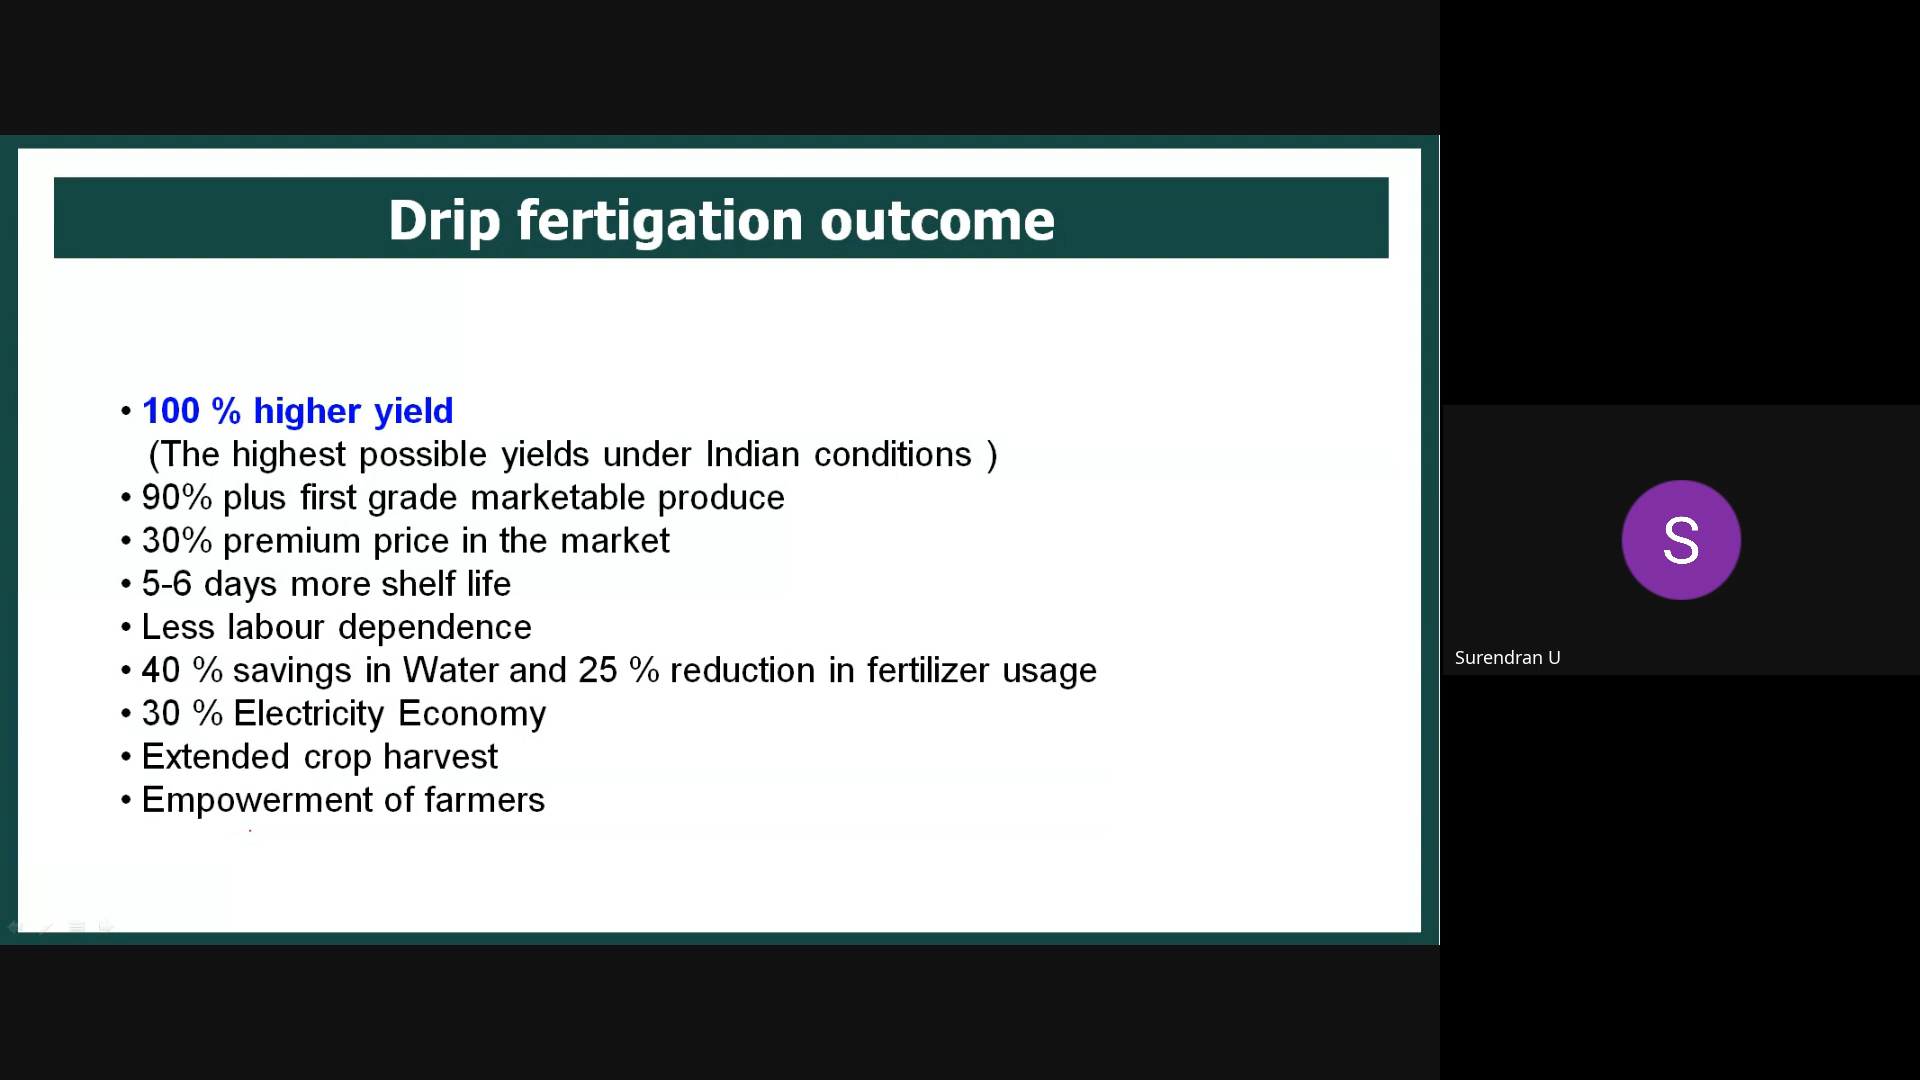 Drip fertigation outcome
• 100 % higher yield
(The highest possible yields under Indian conditions )
• 90% plus first grade marketable produce
• 30% premium price in the market
• 5-6 days more shelf life
• Less labour dependence
• 40 % savings in Water and 25 % reduction in fertilizer usage
• 30 % Electricity Economy
• Extended crop harvest
• Empowerment of farmers
S
Surendran U